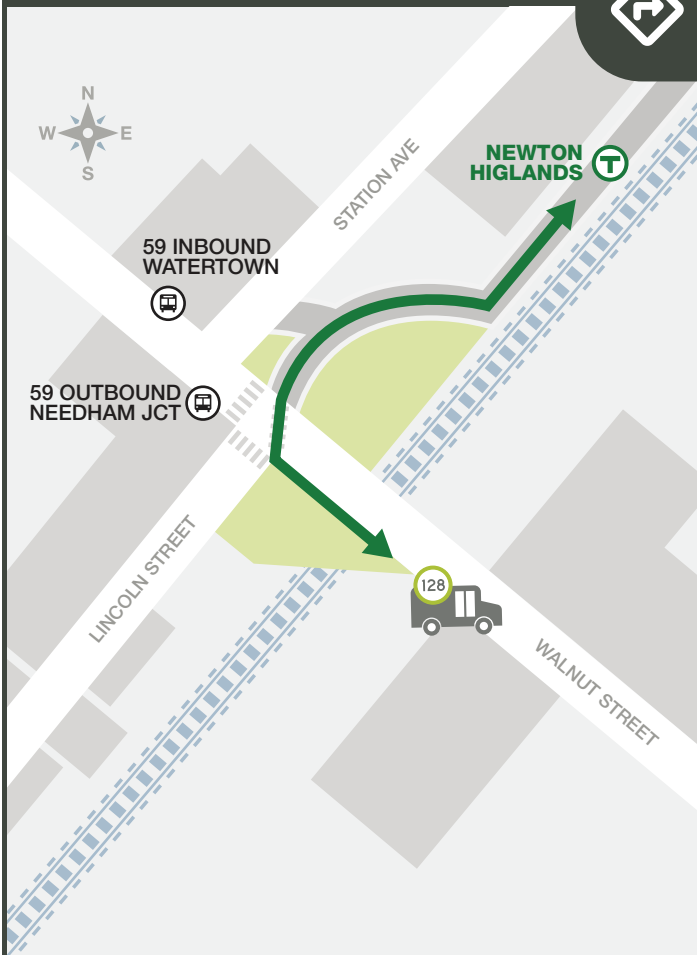 N
W E
S
STATION AVE
NEWTON
HIGLANDS T
59 INBOUND
WATERTOWN
59 OUTBOUND
NEEDHAM JCT
LINCOLN STREET
128
WALNUT STREET